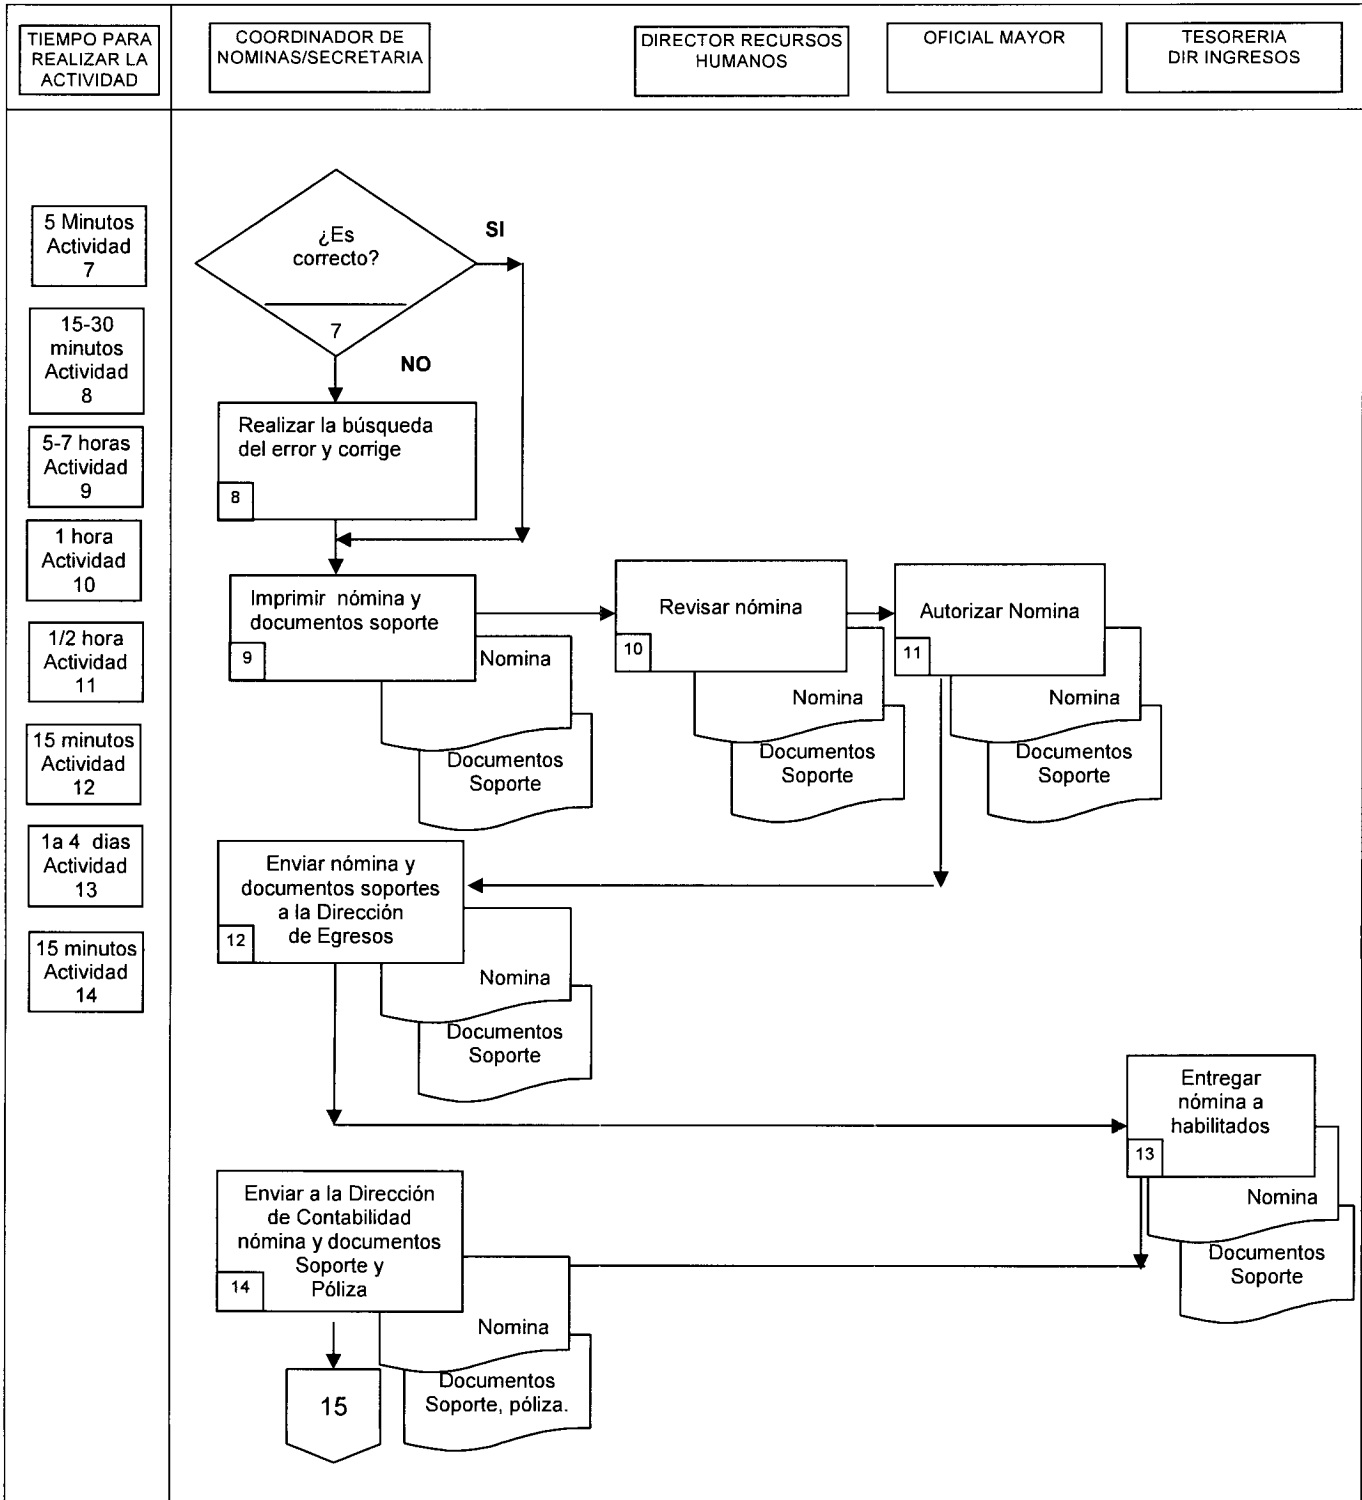 TIEMPO PARA
REALIZAR LA
ACTIVIDAD
COORDINADOR DE
NOMINAS/SECRETARIA
DIRECTOR RECURSOS
HUMANOS
OFICIAL MAYOR
TESORERIA
DIR INGRESOS
5 Minutos
Actividad
7
15-30
minutos
Actividad
8
5-7 horas
Actividad
9
1 hora
Actividad
10
1/2 hora
Actividad
11
15 minutos
Actividad
12
1a 4 dias
Actividad
13
15 minutos
Actividad
14
¿Es
correcto?
7
SI
NO
Realizar la búsqueda
del error y corrige
8
Imprimir nómina y
documentos soporte
9
Nomina
Documentos
Soporte
Revisar nómina
10
Nomina
Documentos
Soporte
Autorizar Nomina
11
Nomina
Documentos
Soporte
Enviar nómina y
documentos soportes
a la Dirección
de Egresos
12
Nomina
Documentos
Soporte
Entregar
nómina a
habilitados
13
Nomina
Documentos
Soporte
Enviar a la Dirección
de Contabilidad
nómina y documentos
Soporte y
Póliza
14
Nomina
Documentos
Soporte, póliza.
15